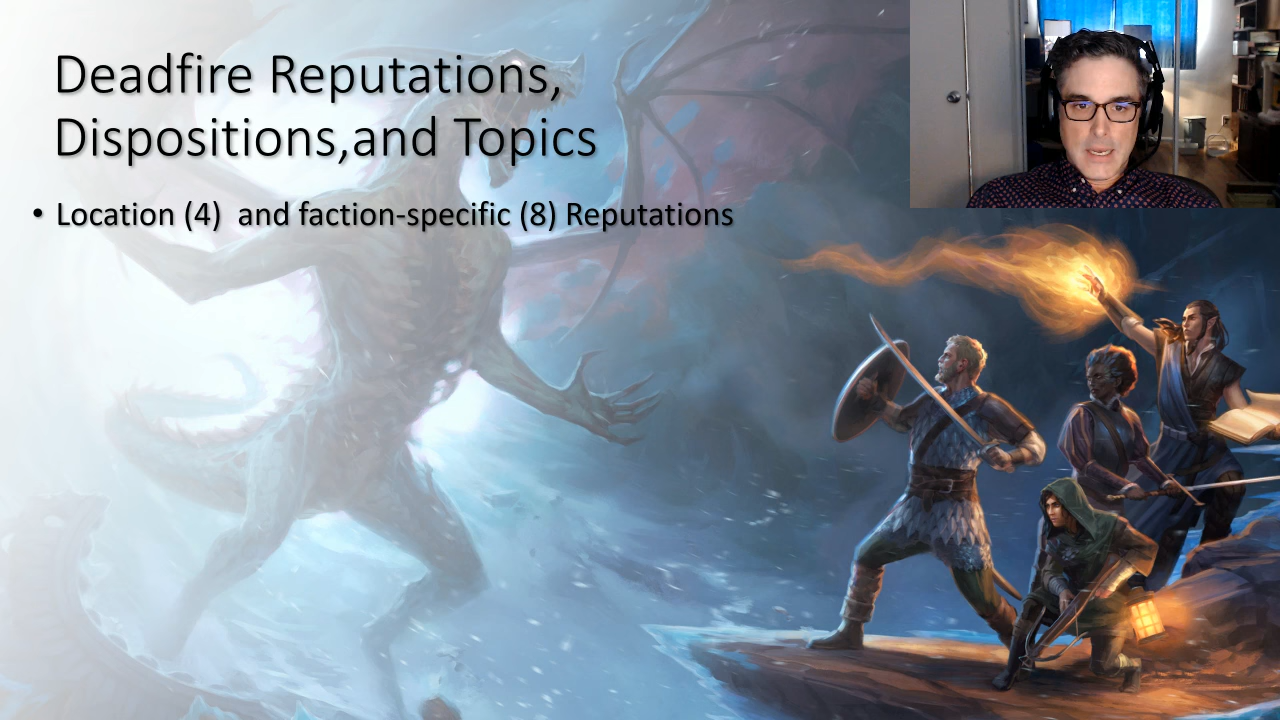 Deadfire Reputations,
Dispositions,and Topics
• Location (4)  and faction-specific (8) Reputations